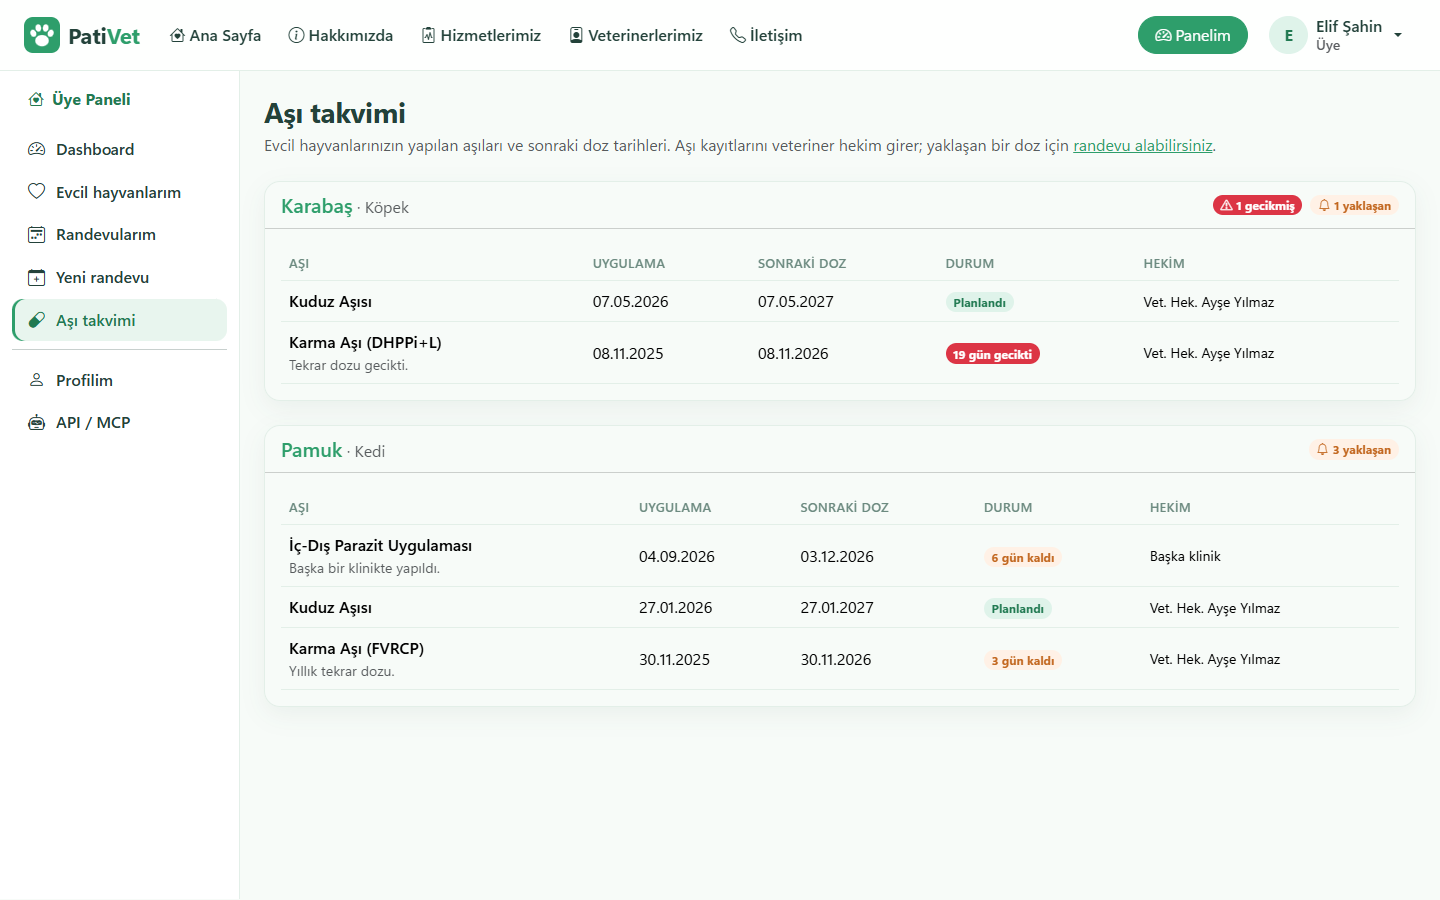 PatiVet
Ana Sayfa
Hakkımızda
Hizmetlerimiz
Veterinerlerimiz
İletişim
Panelim
E
Elif Şahin
Üye
Üye Paneli
Dashboard
Evcil hayvanlarım
Randevularım
Yeni randevu
Aşı takvimi
Profilim
API / MCP
Aşı takvimi
Evcil hayvanlarınızın yapılan aşıları ve sonraki doz tarihleri. Aşı kayıtlarını veteriner hekim girer; yaklaşan bir doz için randevu alabilirsiniz.
Karabaş · Köpek
1 gecikmiş
1 yaklaşan
AŞI UYGULAMA SONRAKİ DOZ DURUM HEKİM
Kuduz Aşısı 07.05.2026 07.05.2027 Planlandı Vet. Hek. Ayşe Yılmaz
Karma Aşı (DHPPi+L) 08.11.2025 08.11.2026 19 gün gecikti Vet. Hek. Ayşe Yılmaz
Tekrar dozu gecikti.
Pamuk · Kedi
3 yaklaşan
AŞI UYGULAMA SONRAKİ DOZ DURUM HEKİM
İç-Dış Parazit Uygulaması 04.09.2026 03.12.2026 6 gün kaldı Başka klinik
Başka bir klinikte yapıldı.
Kuduz Aşısı 27.01.2026 27.01.2027 Planlandı Vet. Hek. Ayşe Yılmaz
Karma Aşı (FVRCP) 30.11.2025 30.11.2026 3 gün kaldı Vet. Hek. Ayşe Yılmaz
Yıllık tekrar dozu.